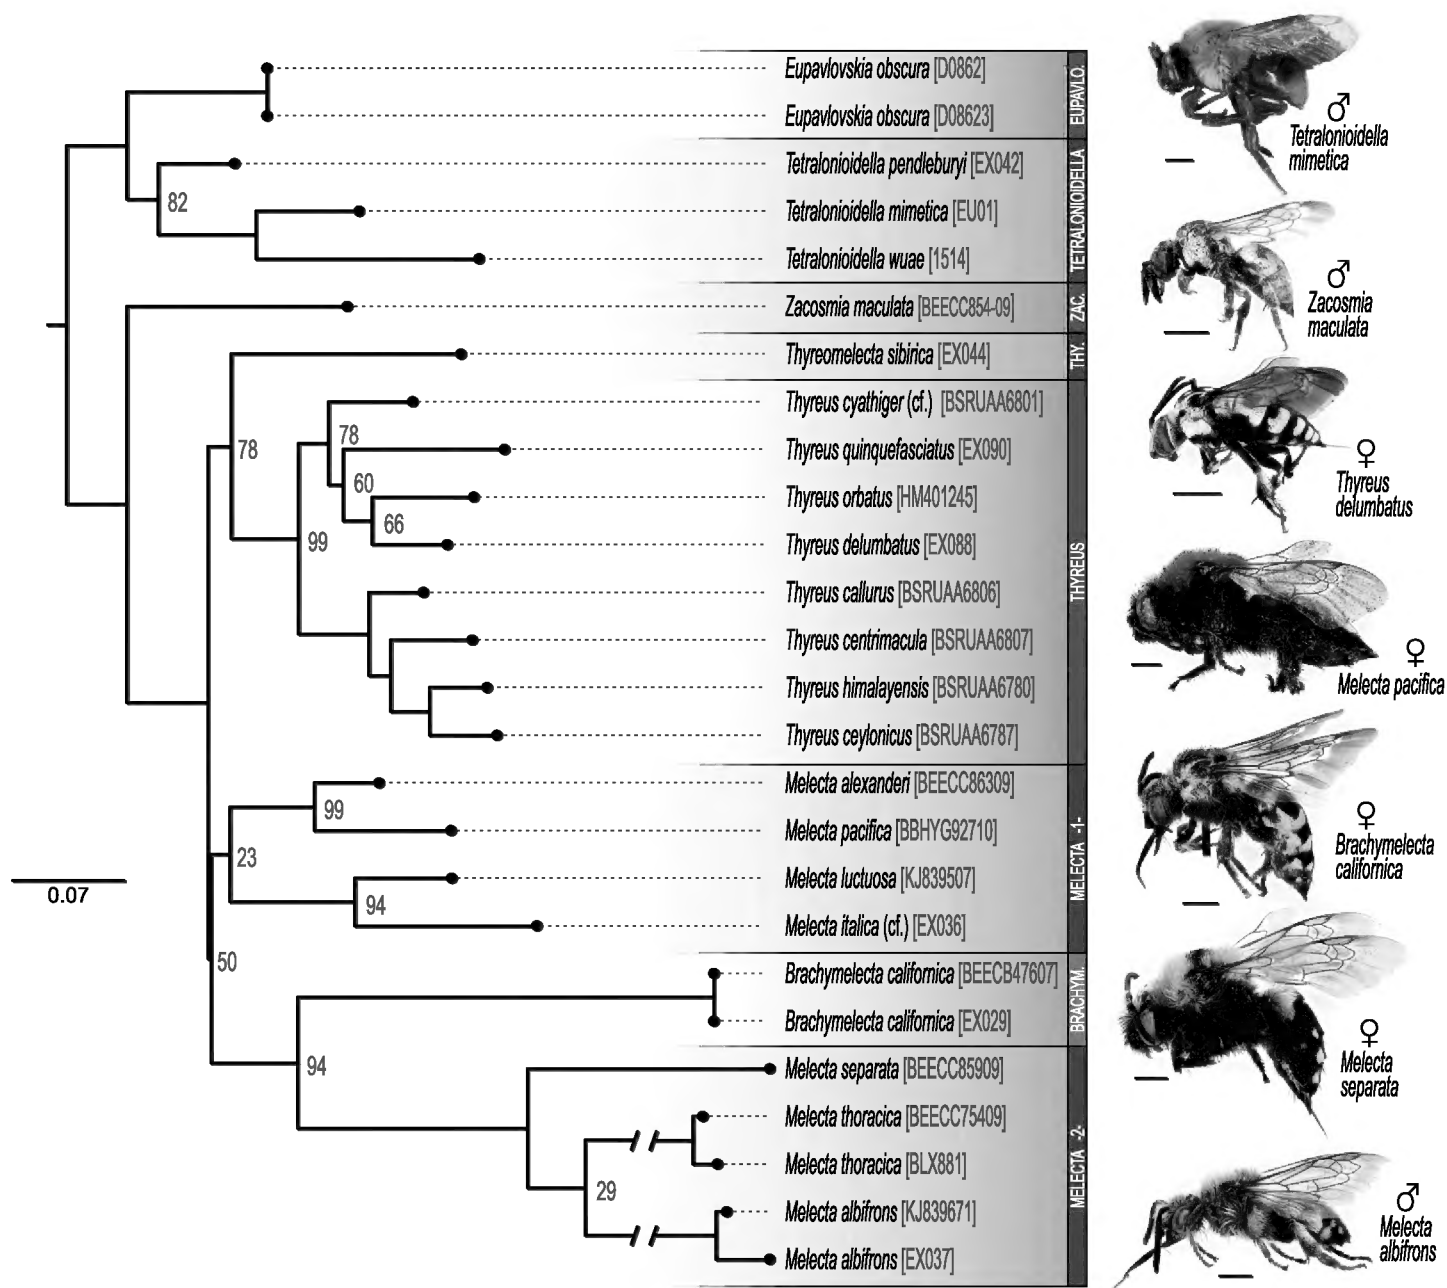 Eupavlovskia obscura [D0862]
Eupavlovskia obscura [D08623]
EUPAVLO.
Tetralonioidella pendleburyi [EX042]
Tetralonioidella mimetica [EU01]
Tetralonioidella wuae [1514]
TETRALONIOIDELLA
82
Zacosmia maculata [BEECC854-09]
ZAC.
Thyreomelecta sibirica [EX044]
THY.
Thyreus cyathiger (cf.) [BSRUAA6801]
78
78
Thyreus quinquefasciatus [EX090]
60
Thyreus orbatus [HM401245]
66
99
Thyreus delumbatus [EX088]
THYREUS
Thyreus callurus [BSRUAA6806]
Thyreus centrimacula [BSRUAA6807]
Thyreus himalayensis [BSRUAA6780]
Thyreus ceylonicus [BSRUAA6787]
Melecta alexanderi [BEECC86309]
99
Melecta pacifica [BBHYG92710]
23
MELECTA -1-
Melecta luctuosa [KJ839507]
0.07
94
Melecta italica (cf.) [EX036]
50
Brachymelecta californica [BEECB47607]
Brachymelecta californica [EX029]
BRACHYM.
94
Melecta separata [BEECC85909]
Melecta thoracica [BEECC75409]
Melecta thoracica [BLX881]
MELECTA -2-
29
Melecta albifrons [KJ839671]
Melecta albifrons [EX037]
♂
Tetralonioidella
mimetica
♂
Zacosmia
maculata
♀
Thyreus
delumbatus
♀
Melecta pacifica
♀
Brachymelecta
californica
♀
Melecta
separata
♂
Melecta
albifrons